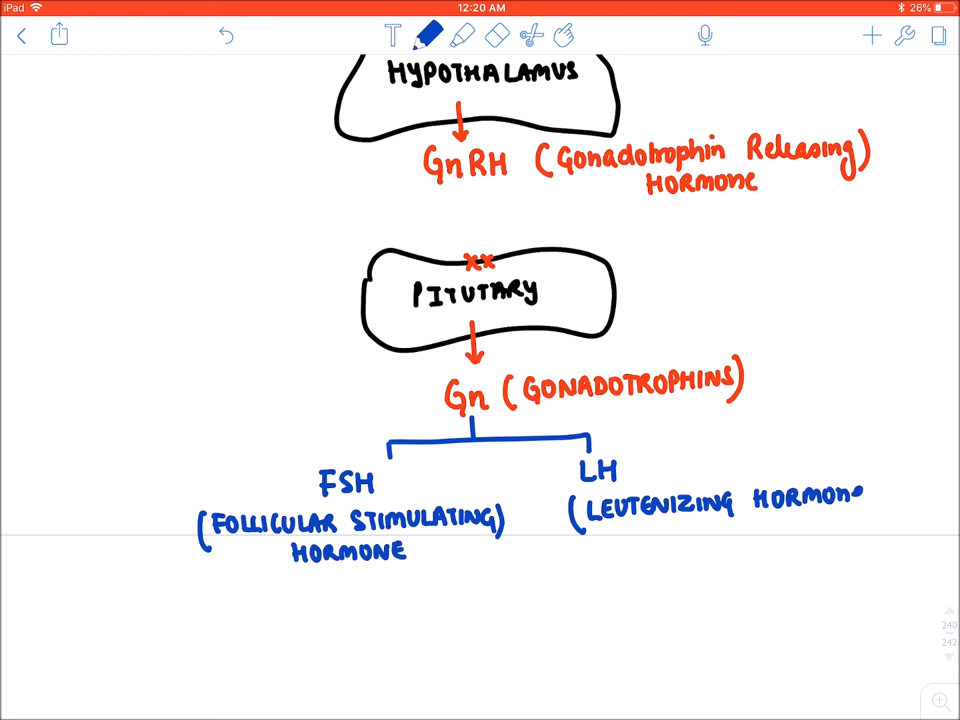 iPad 12:20 AM 26%
T
HYPOTHALAMUS
GnRH (Gonadotrophin Releasing)
HORMONE
xx
PITUTARY
Gn (GONADOTROPHINS)
FSH LH
(FOLLICULAR STIMULATING) (LEUTENIZING HORMONE
HORMONE
240
242